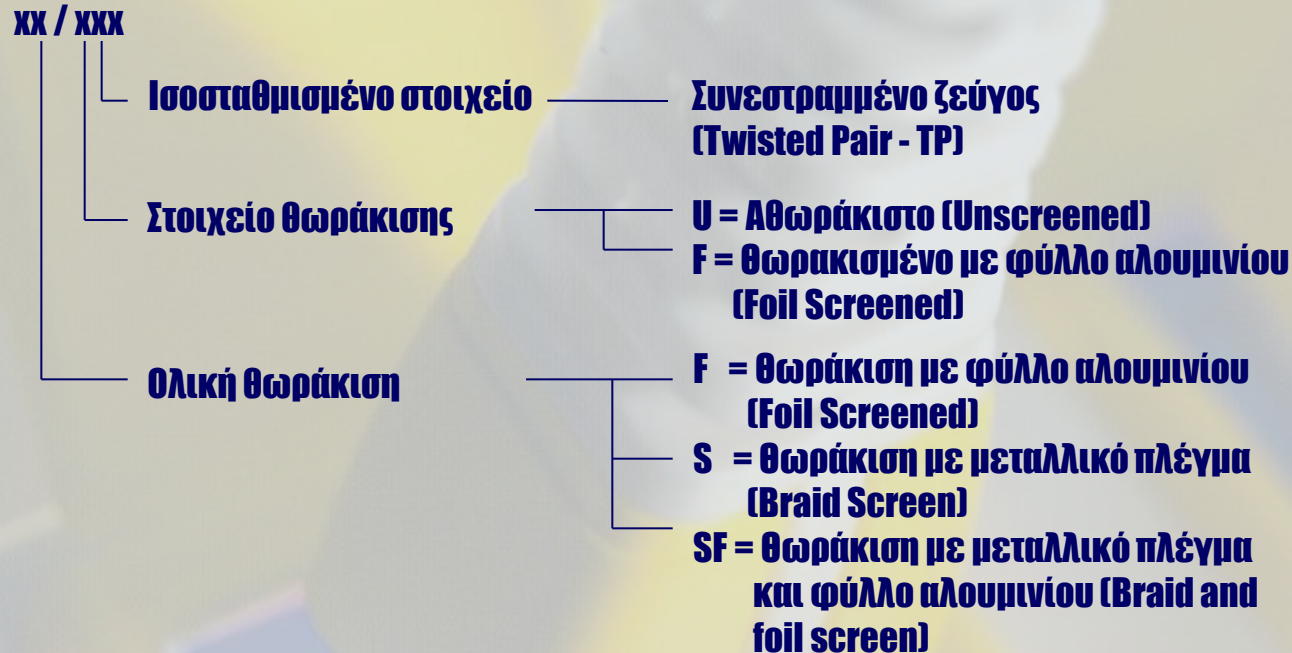 xx / xxx
Ισοσταθμισμένο στοιχείο
Συνεστραμμένο ζεύγος
(Twisted Pair - TP)
Στοιχείο θωράκισης
U = Αθωράκιστο (Unscreened)
F = θωρακισμένο με φύλλο αλουμινίου
(Foil Screened)
Ολική θωράκιση
F = θωράκιση με φύλλο αλουμινίου
(Foil Screened)
S = θωράκιση με μεταλλικό πλέγμα
(Braid Screen)
SF = θωράκιση με μεταλλικό πλέγμα
και φύλλο αλουμινίου (Braid and
foil screen)